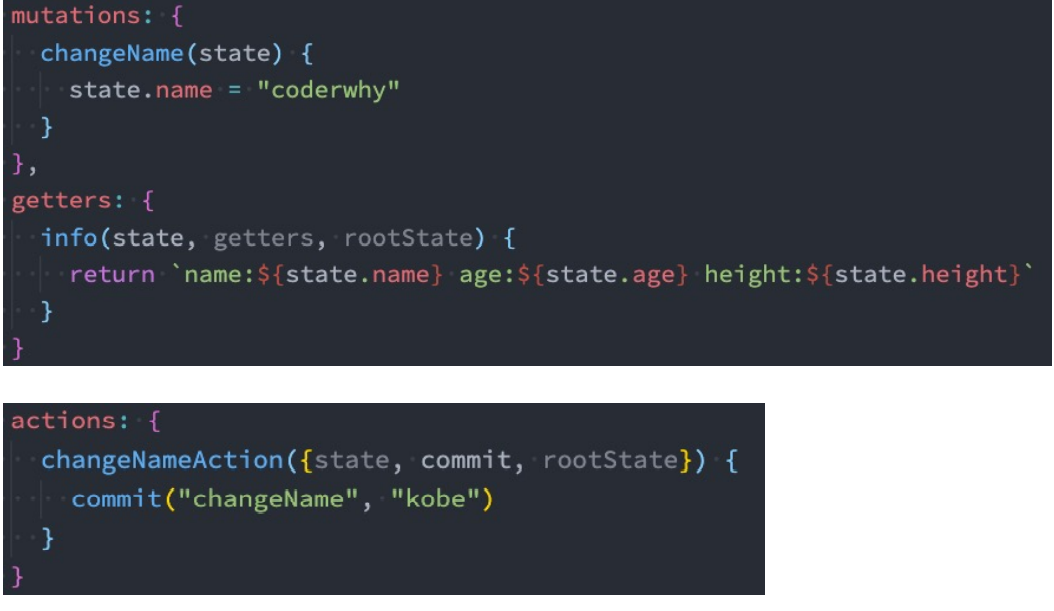 mutations: {
  changeName(state) {
    state.name = "coderwhy"
  }
},
getters: {
  info(state, getters, rootState) {
    return `name:${state.name} age:${state.age} height:${state.height}`
  }
}
actions: {
  changeNameAction({state, commit, rootState}) {
    commit("changeName", "kobe")
  }
}